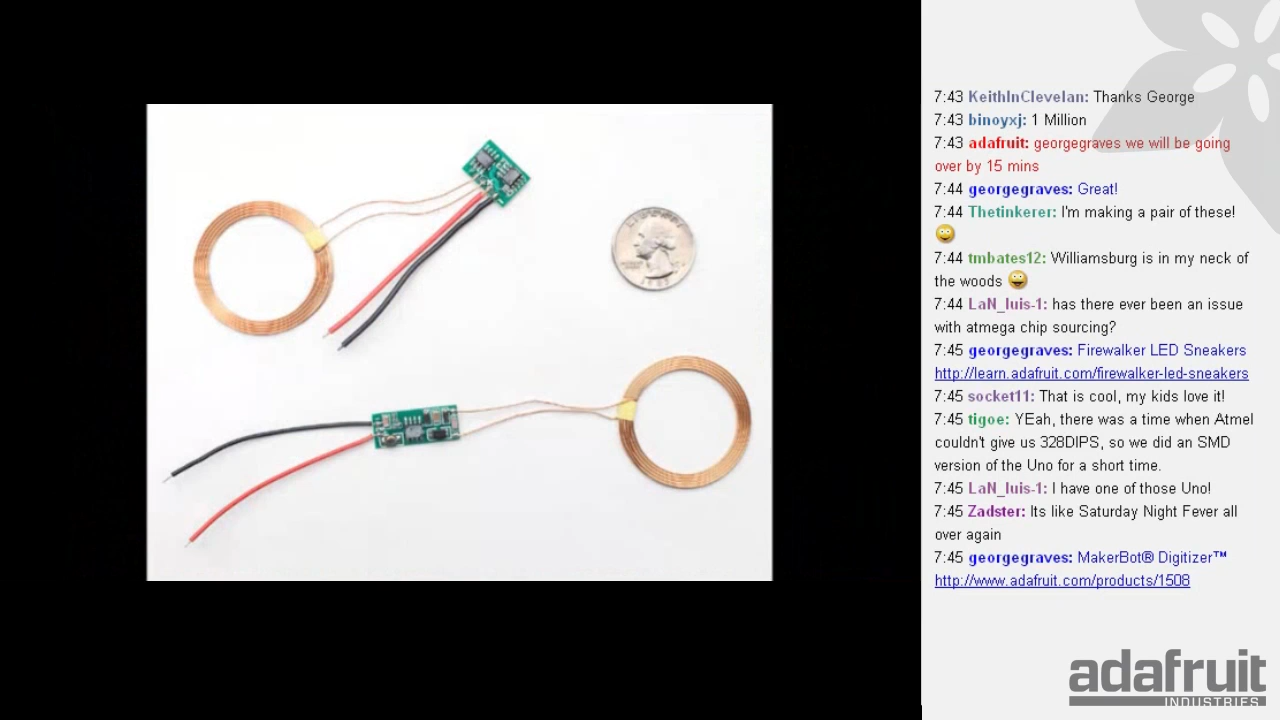 7:43 KeithInClevelan: Thanks George
7:43 binoyxj: 1 Million
7:43 adafruit: georgegraves we will be going
over by 15 mins
7:44 georgegraves: Great!
7:44 Thetinkerer: I'm making a pair of these!
7:44 tmbates12: Williamsburg is in my neck of
the woods
7:44 LaN_luis-1: has there ever been an issue
with atmega chip sourcing?
7:45 georgegraves: Firewalker LED Sneakers
http://learn.adafruit.com/firewalker-led-sneakers
7:45 socket11: That is cool, my kids love it!
7:45 tigoe: YEah, there was a time when Atmel
couldn't give us 328DIPS, so we did an SMD
version of the Uno for a short time.
7:45 LaN_luis-1: I have one of those Uno!
7:45 Zadster: Its like Saturday Night Fever all
over again
7:45 georgegraves: MakerBot® Digitizer™
http://www.adafruit.com/products/1508
adafruit
INDUSTRIES